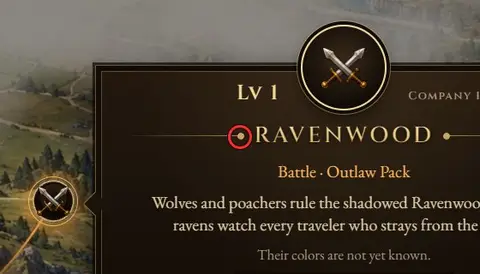 Lv 1
Company
RAVENWOOD
Battle · Outlaw Pack
Wolves and poachers rule the shadowed
ravens watch every traveler who strays from the
Their colors are not yet known.